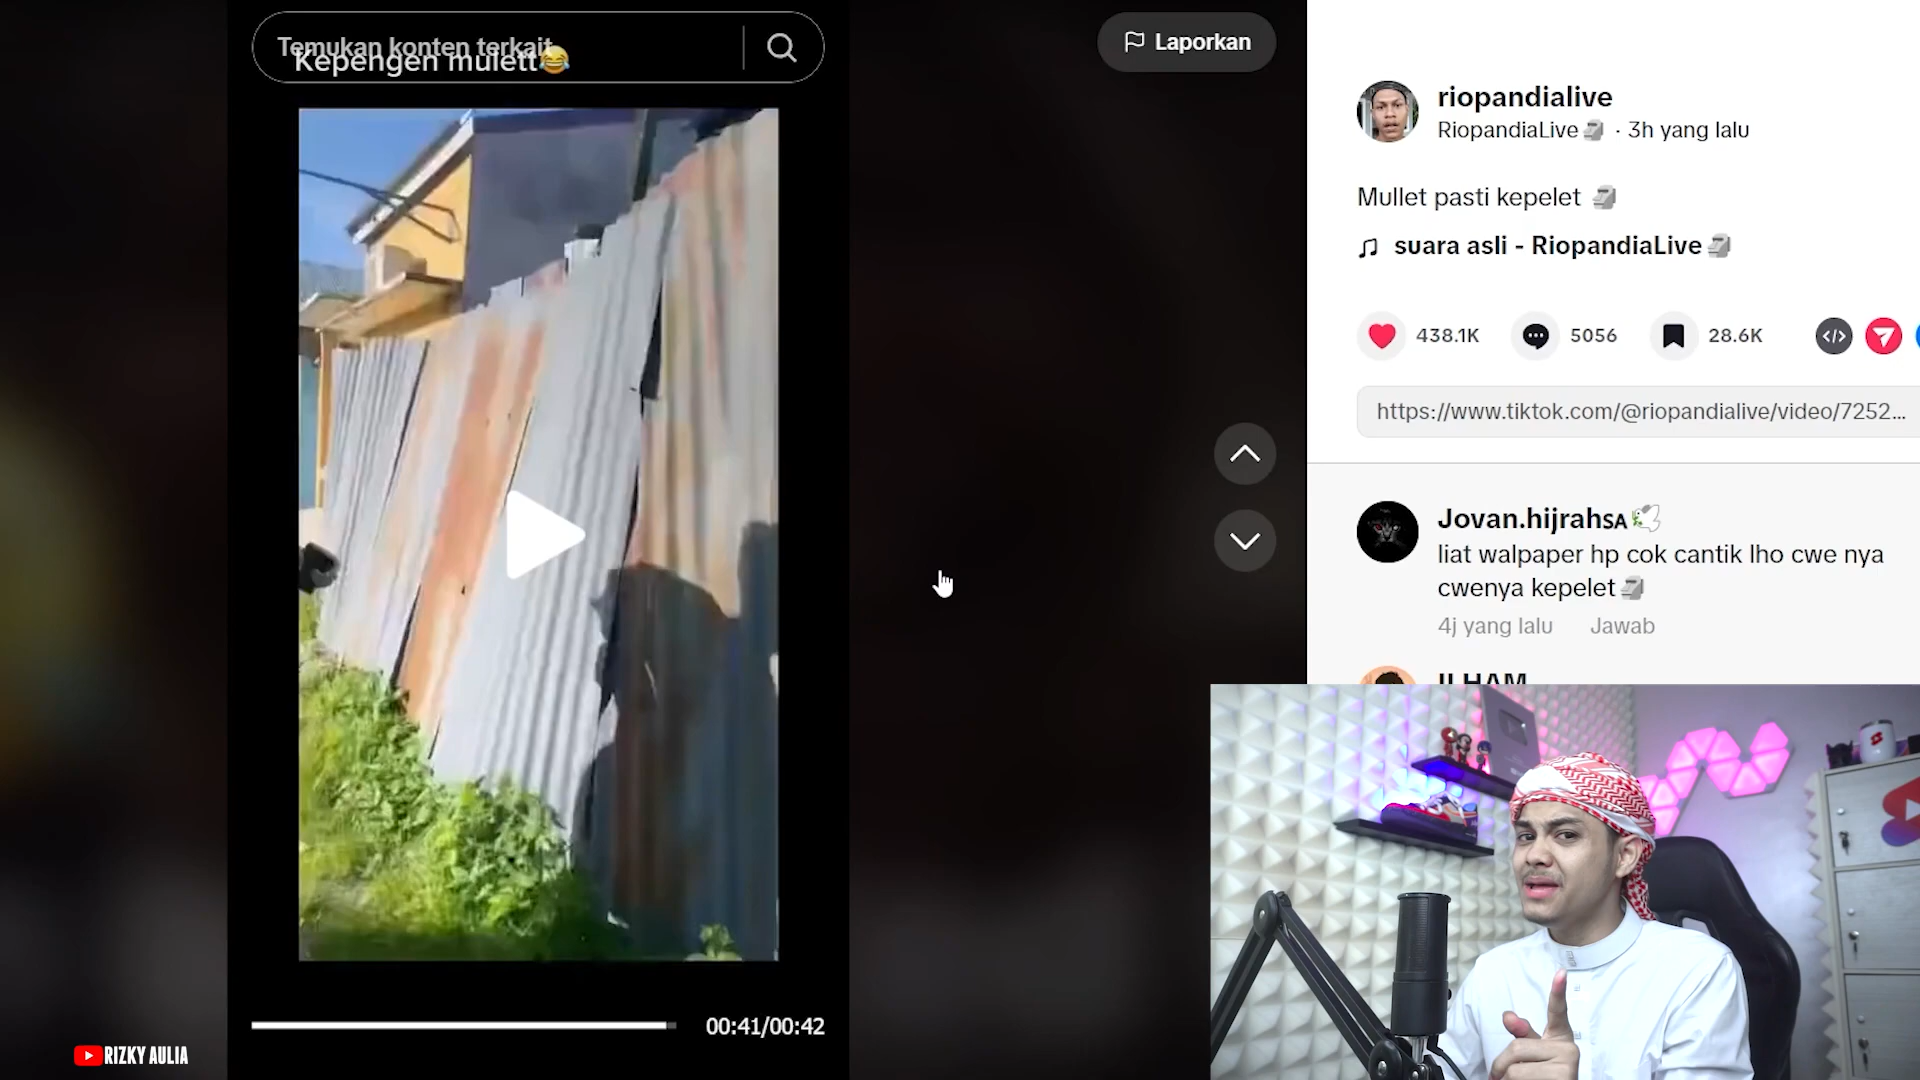 Temukan konten terkait
Kepengen mulett😂
Laporkan
riopandialive
RiopandiaLive🗿 · 3h yang lalu
Mullet pasti kepelet 🗿
suara asli - RiopandiaLive🗿
438.1K
5056
28.6K
https://www.tiktok.com/@riopandialive/video/7252...
Jovan.hijrahSA🕊️
liat walpaper hp cok cantik lho cwe nya
cwenya kepelet🗿
4j yang lalu Jawab
ILHAM
00:41/00:42
RIZKY AULIA